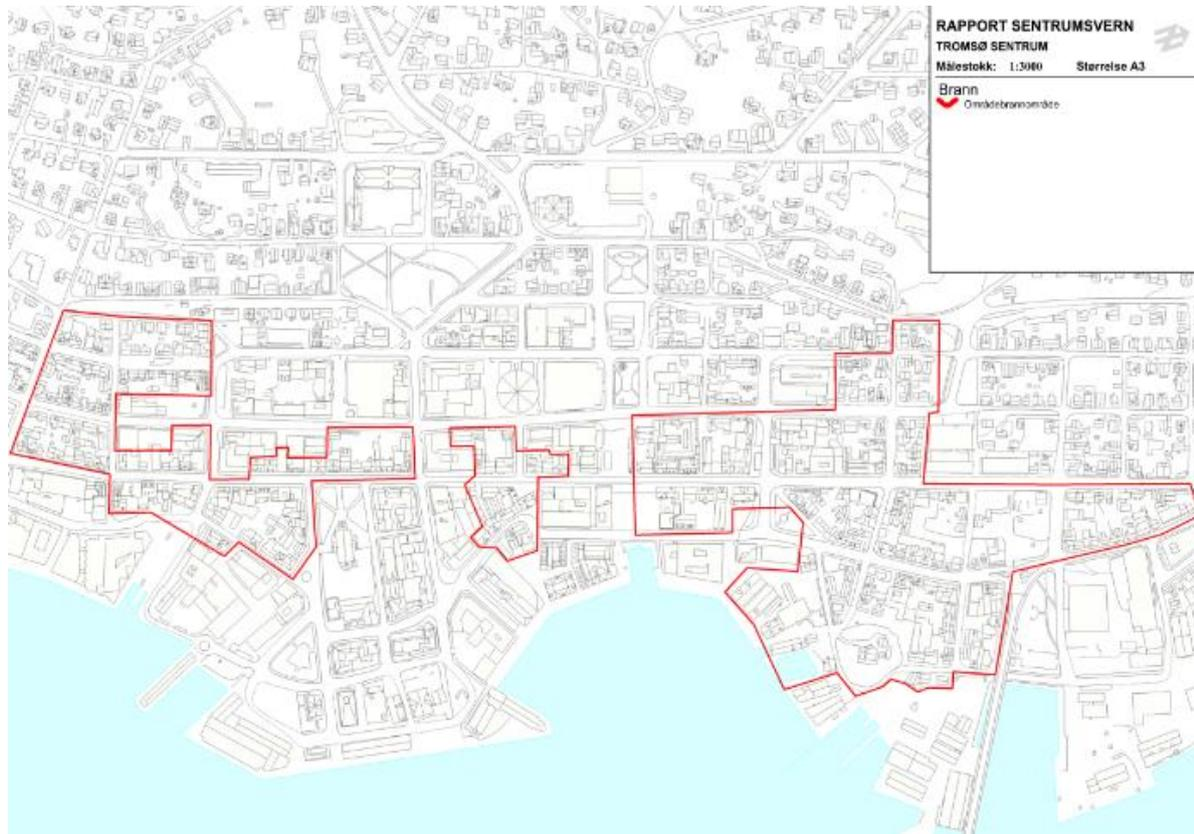 RAPPORT SENTRUMSVERN
TROMSØ SENTRUM
Målestokk: 1:3000 Størrelse A3
Brann
Områdebrannområde